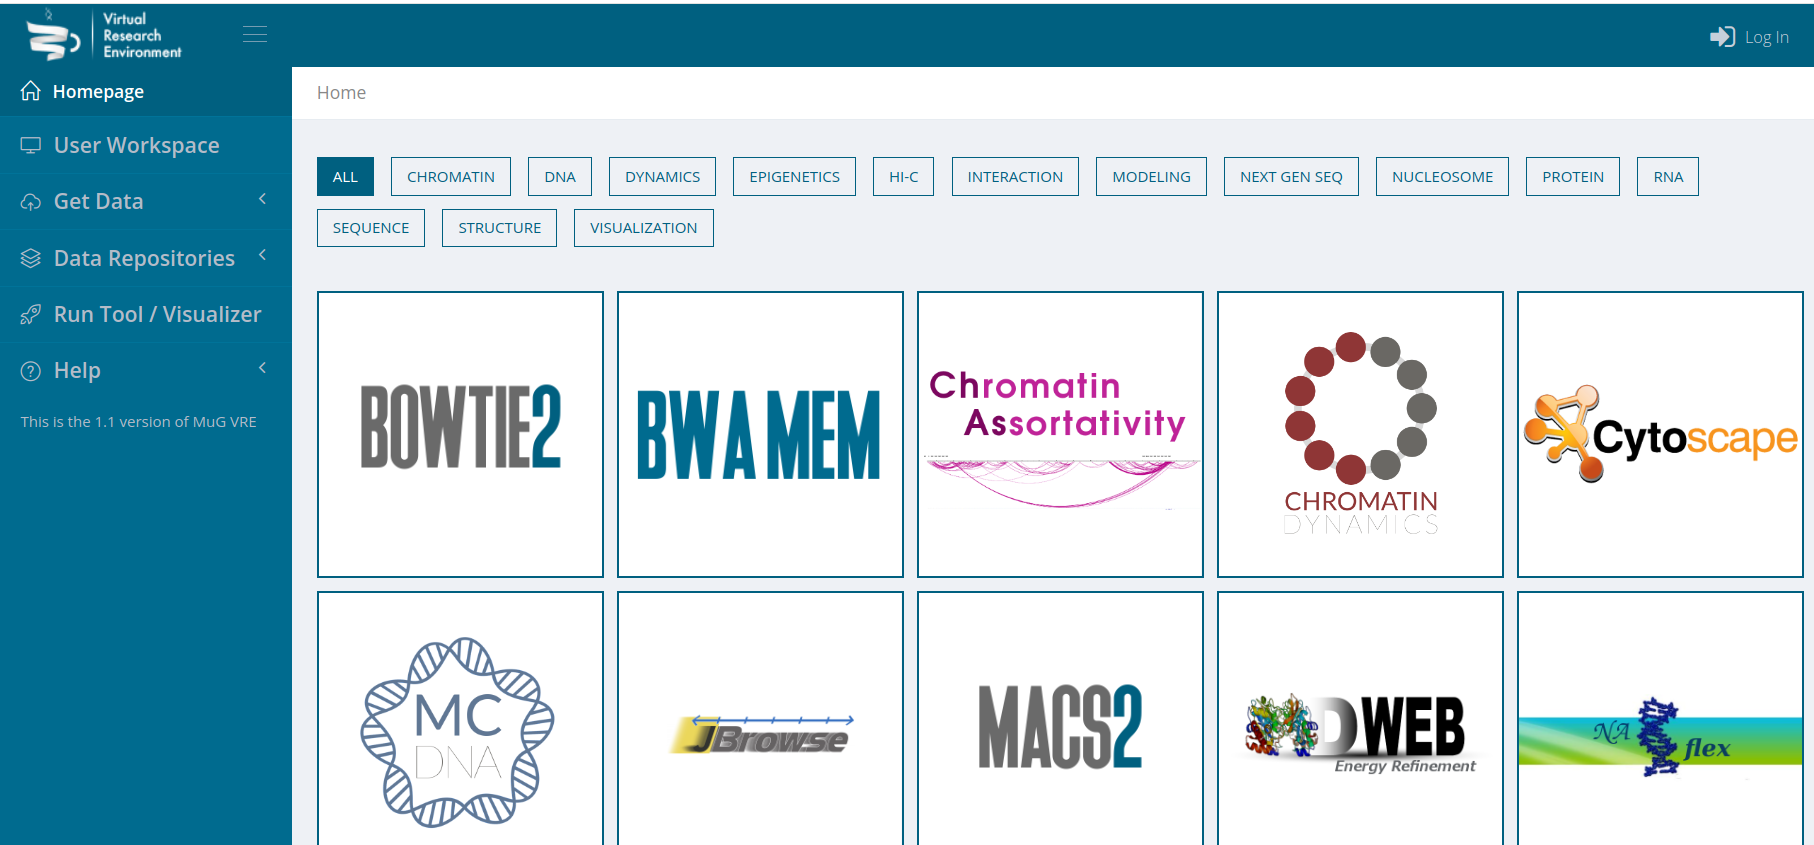 Virtual
Research
Environment
Log In
Homepage
Home
User Workspace
Get Data
Data Repositories
Run Tool / Visualizer
Help
This is the 1.1 version of MuG VRE
ALL CHROMATIN DNA DYNAMICS EPIGENETICS HI-C INTERACTION MODELING NEXT GEN SEQ NUCLEOSOME PROTEIN RNA
SEQUENCE STRUCTURE VISUALIZATION
BOWTIE2
BWA MEM
Chromatin
Assortativity
CHROMATIN
DYNAMICS
Cytoscape
MC
DNA
JBrowse
MACS2
MDWEB
Energy Refinement
NA
flex